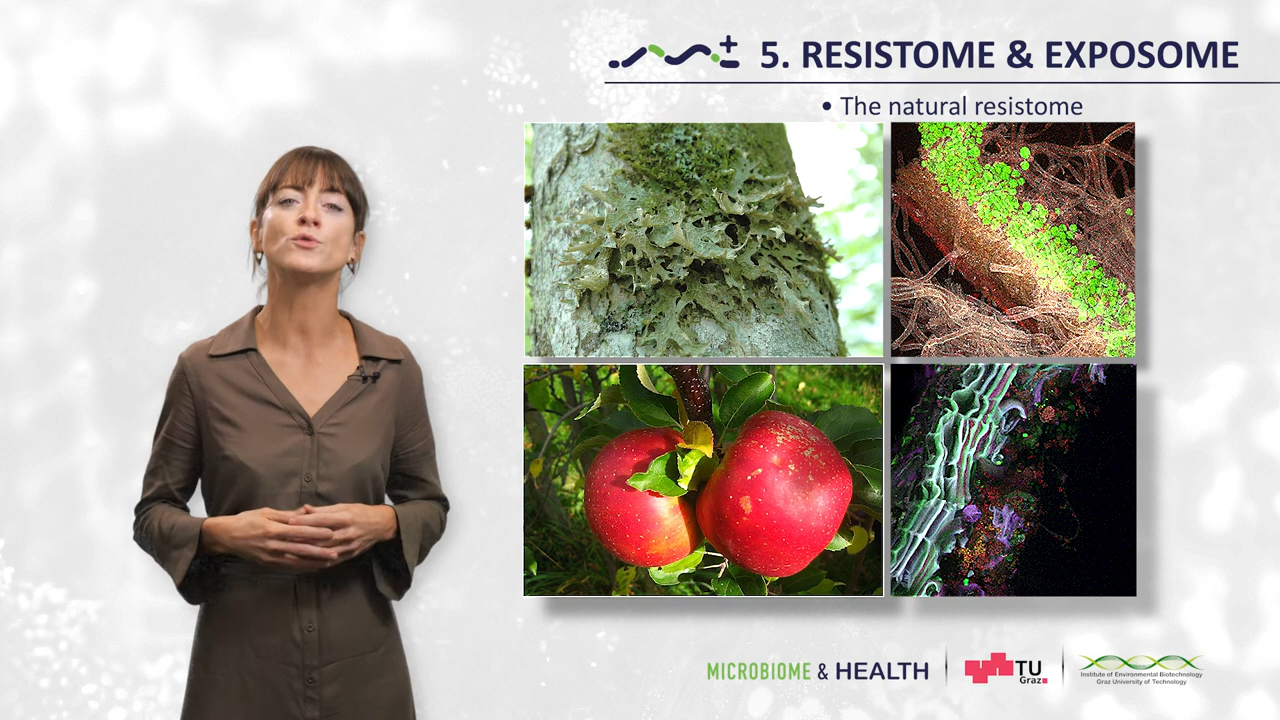 5. RESISTOME & EXPOSOME
• The natural resistome
MICROBIOME & HEALTH
TU
Graz
Institute of Environmental Biotechnology
Graz University of Technology